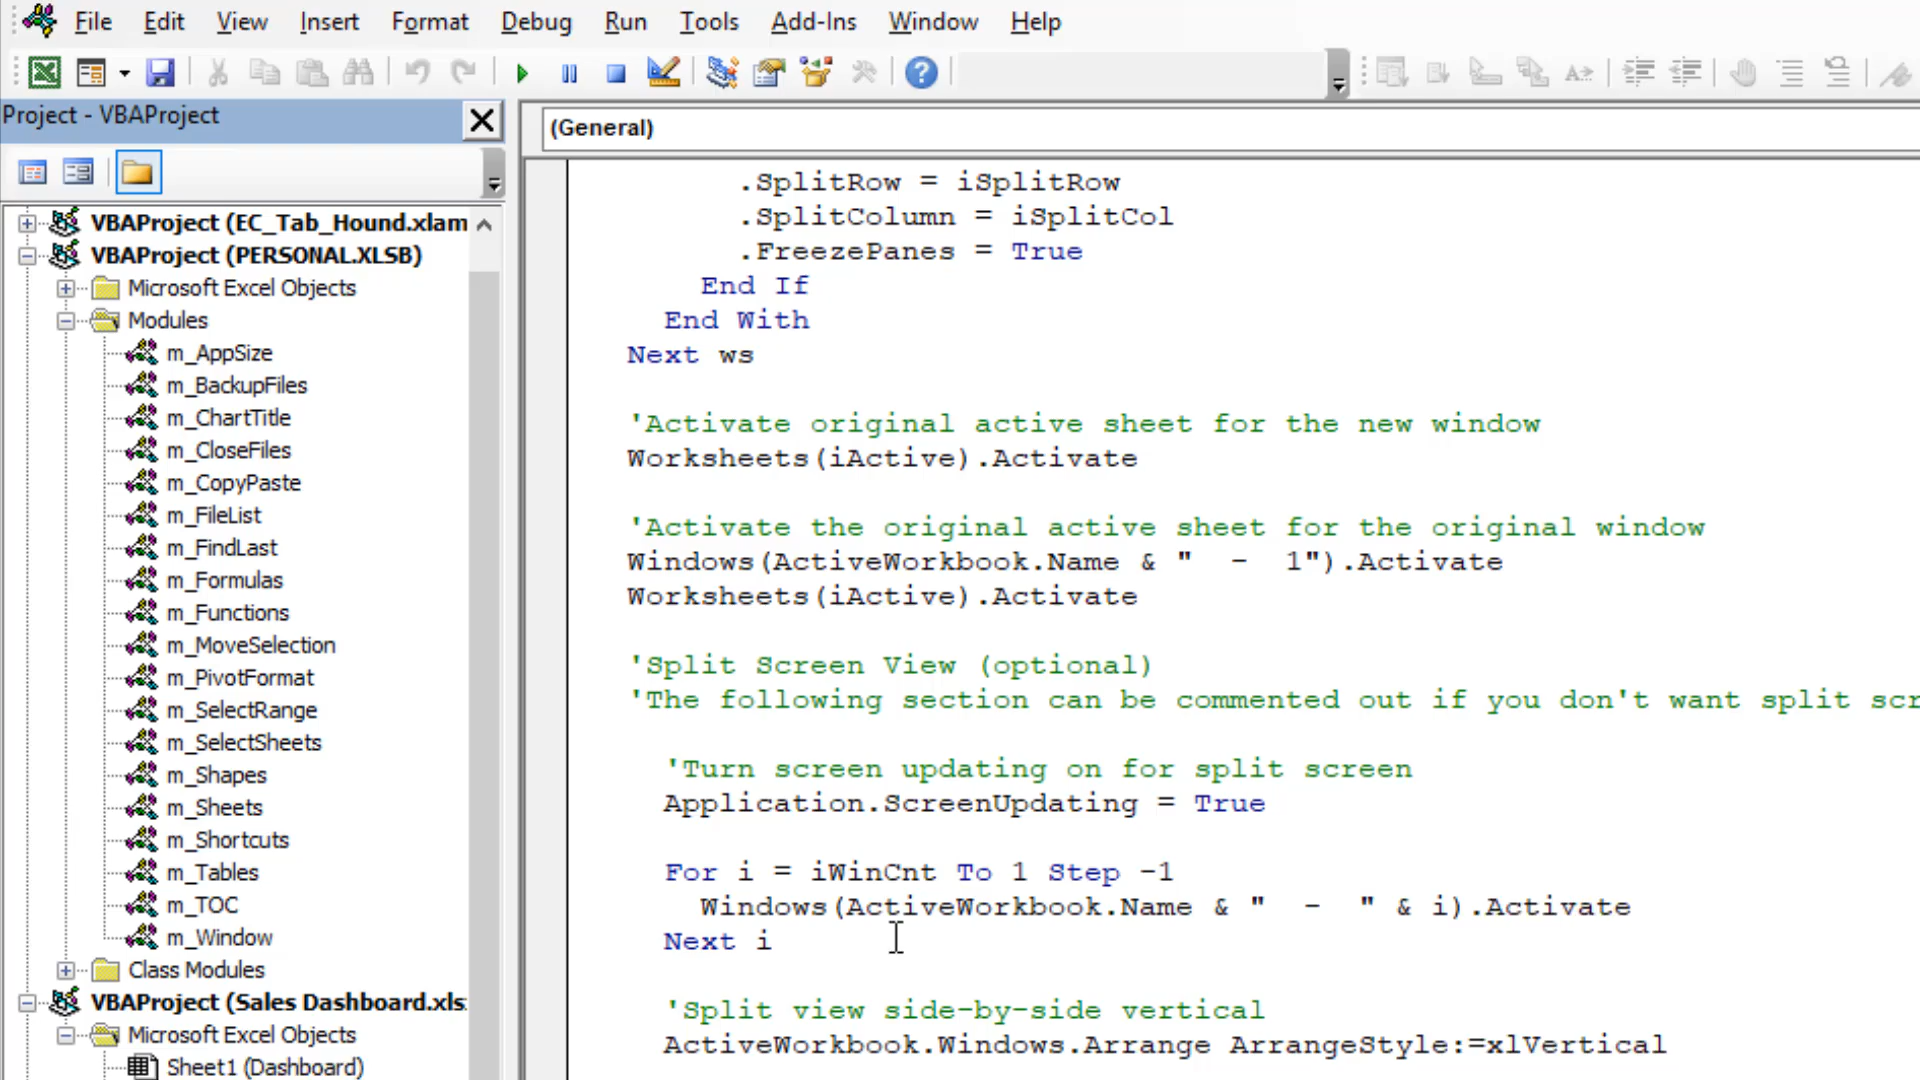 File Edit View Insert Format Debug Run Tools Add-Ins Window Help
Project - VBAProject
(General)
VBAProject (EC_Tab_Hound.xlam
VBAProject (PERSONAL.XLSB)
Microsoft Excel Objects
Modules
m_AppSize
m_BackupFiles
m_ChartTitle
m_CloseFiles
m_CopyPaste
m_FileList
m_FindLast
m_Formulas
m_Functions
m_MoveSelection
m_PivotFormat
m_SelectRange
m_SelectSheets
m_Shapes
m_Sheets
m_Shortcuts
m_Tables
m_TOC
m_Window
Class Modules
VBAProject (Sales Dashboard.xls
Microsoft Excel Objects
Sheet1 (Dashboard)
.SplitRow = iSplitRow
.SplitColumn = iSplitCol
.FreezePanes = True
End If
End With
Next ws
'Activate original active sheet for the new window
Worksheets(iActive).Activate
'Activate the original active sheet for the original window
Windows(ActiveWorkbook.Name & "  -  1").Activate
Worksheets(iActive).Activate
'Split Screen View (optional)
'The following section can be commented out if you don't want split scr
'Turn screen updating on for split screen
Application.ScreenUpdating = True
For i = iWinCnt To 1 Step -1
Windows(ActiveWorkbook.Name & "  -  " & i).Activate
Next i
'Split view side-by-side vertical
ActiveWorkbook.Windows.Arrange ArrangeStyle:=xlVertical